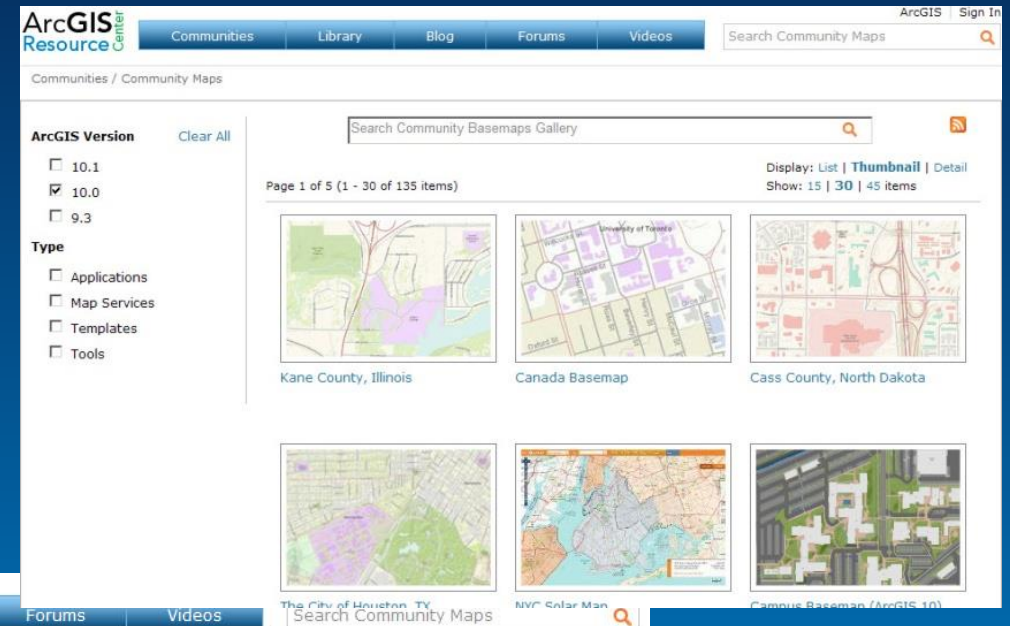 ArcGIS | Sign In
ArcGIS Resource Center
Communities Library Blog Forums Videos Search Community Maps
Communities / Community Maps
ArcGIS Version Clear All
10.1
10.0
9.3
Type
Applications
Map Services
Templates
Tools
Search Community Basemaps Gallery
Display: List | Thumbnail | Detail
Page 1 of 5 (1 - 30 of 135 items)
Show: 15 | 30 | 45 items
University of Toronto
Kane County, Illinois Canada Basemap Cass County, North Dakota
The City of Houston, TX NYC Solar Map Campus Basemap (ArcGIS 10)
Forums Videos Search Community Maps